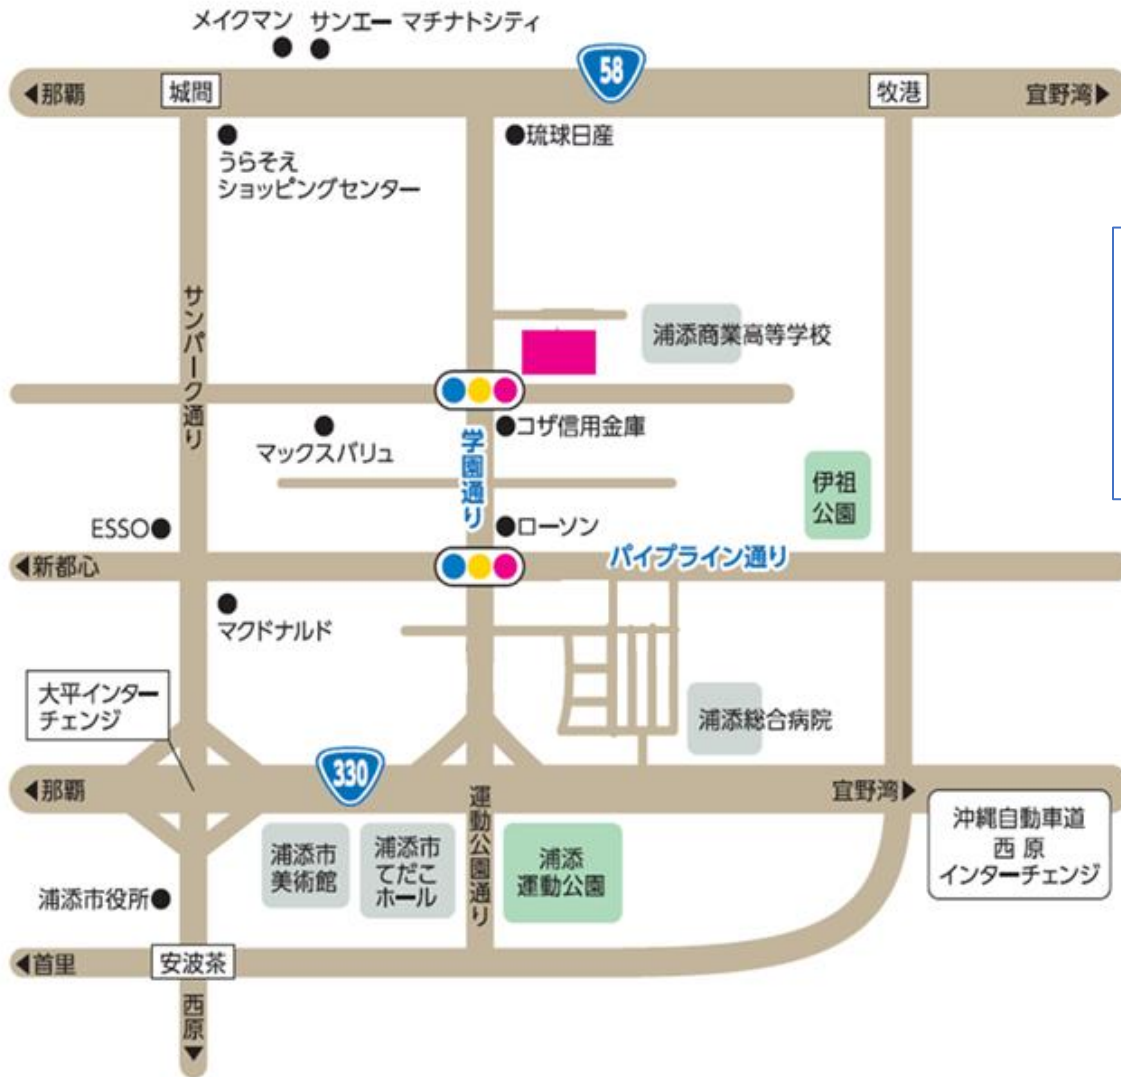 メイクマン
サンエー マチナトシティ
58
◀那覇
城間
牧港
宜野湾▶
うらそえ
ショッピングセンター
琉球日産
サンパーク通り
浦添商業高等学校
マックスバリュ
学園通り
コザ信用金庫
伊祖
公園
ESSO
ローソン
◀新都心
パイプライン通り
マクドナルド
大平インター
チェンジ
浦添総合病院
330
◀那覇
宜野湾▶
運動公園通り
沖縄自動車道
西原
インターチェンジ
浦添市
美術館
浦添市
てだこ
ホール
浦添
運動公園
浦添市役所
◀首里
安波茶
西原▼